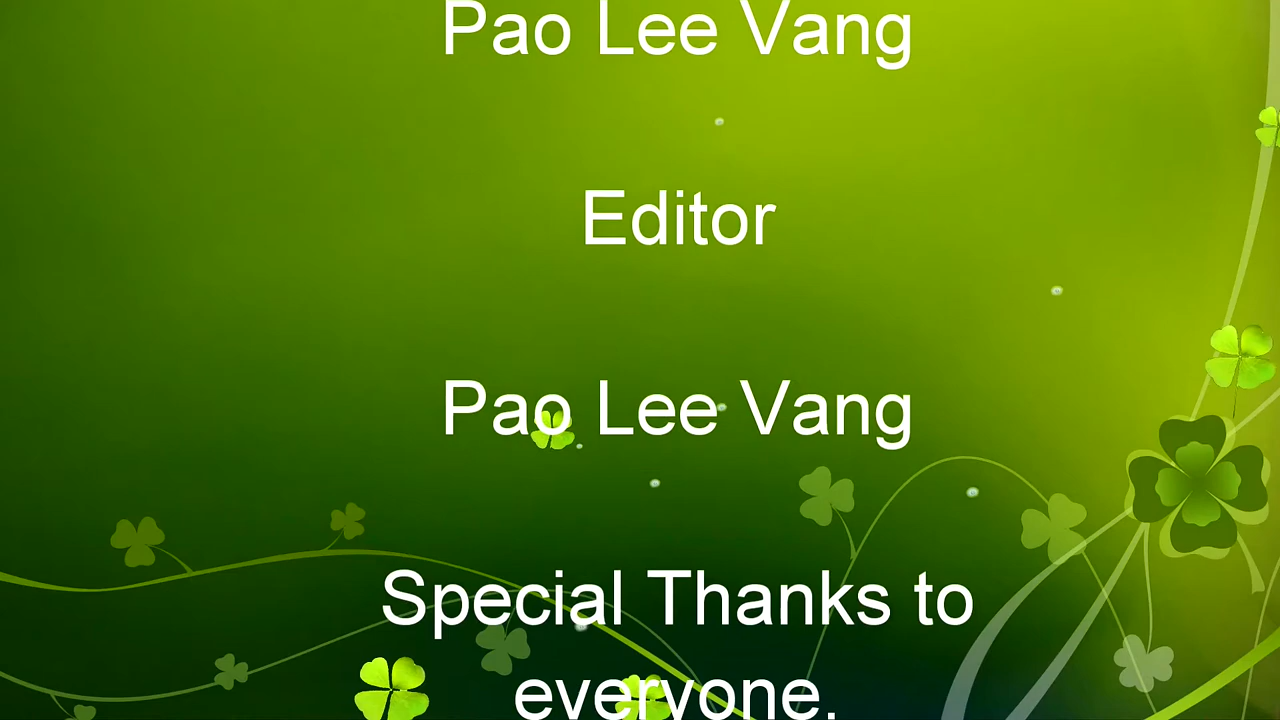 Pao Lee Vang
Editor
Pao Lee Vang
Special Thanks to
everyone.